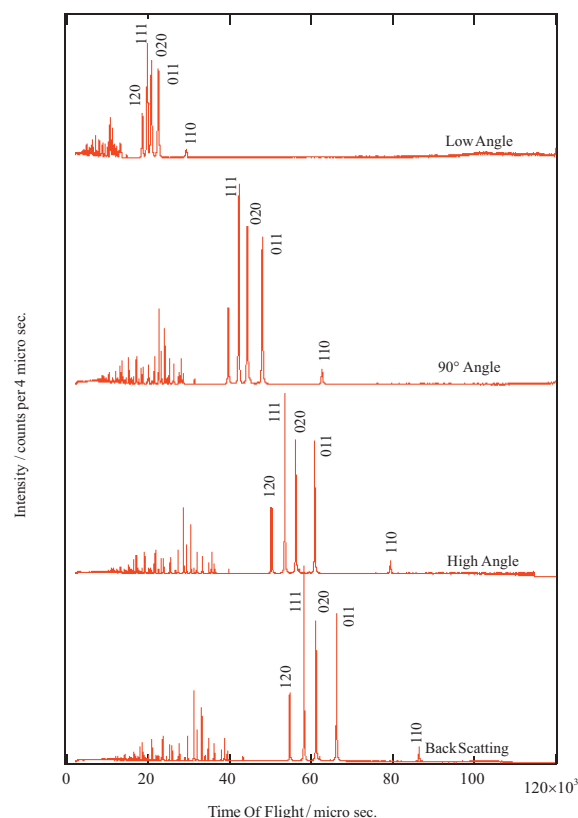 111
020
011
120
110
Low Angle
111
020
011
110
90° Angle
111
020
011
120
110
High Angle
111
020
011
120
110
Back Scatting
Intensity / counts per 4 micro sec.
0 20 40 60 80 100 120×10³
Time Of Flight / micro sec.